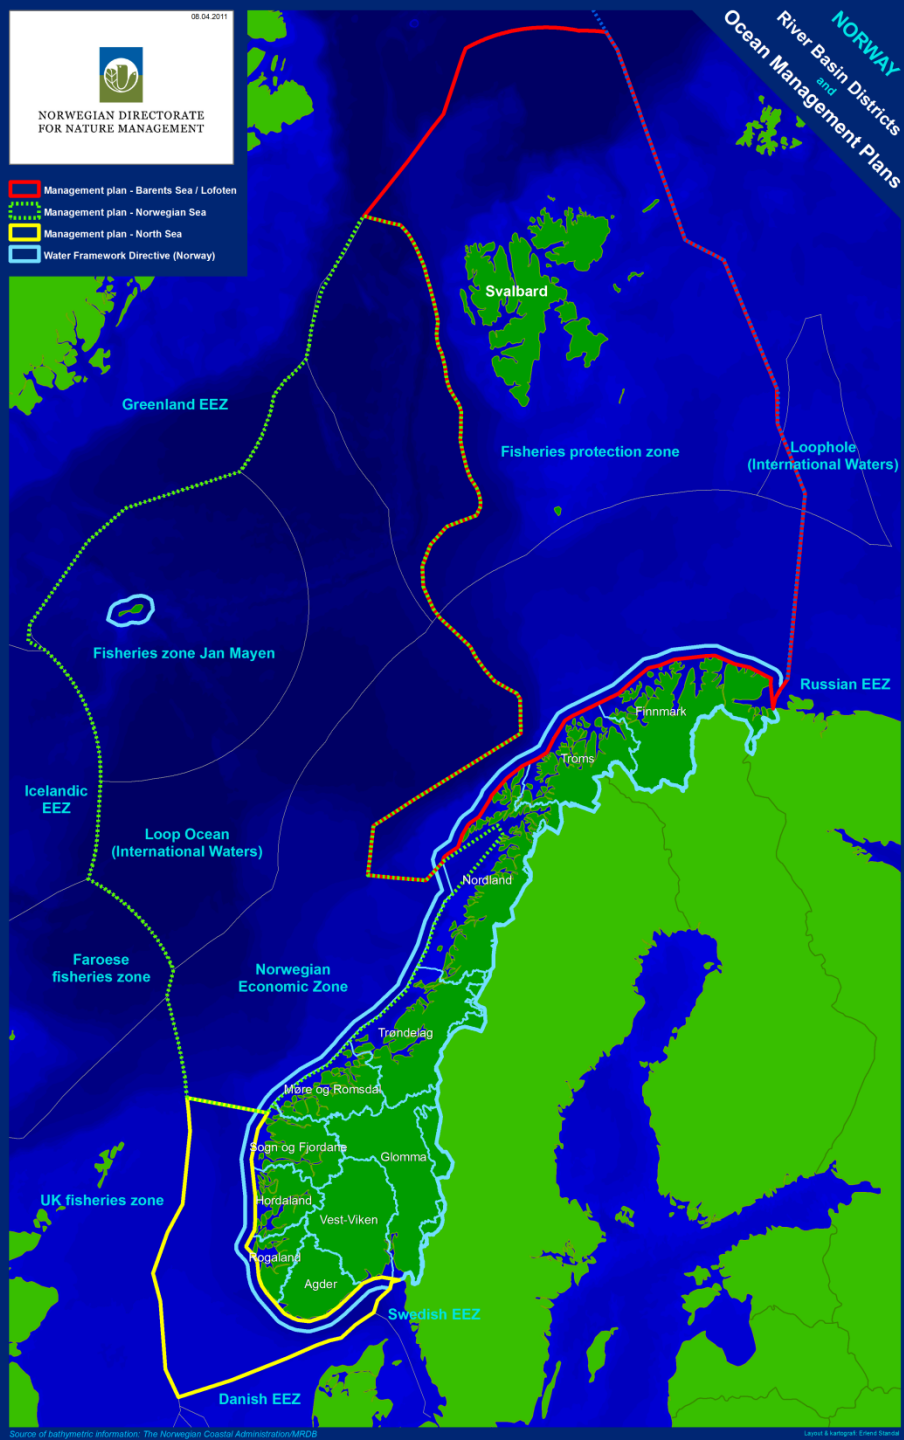 08.04.2011
NORWEGIAN DIRECTORATE
FOR NATURE MANAGEMENT
Management plan - Barents Sea / Lofoten
Management plan - Norwegian Sea
Management plan - North Sea
Water Framework Directive (Norway)
NORWAY
River Basin Districts
and
Ocean Management Plans
Svalbard
Greenland EEZ
Fisheries protection zone
Loophole
(International Waters)
Fisheries zone Jan Mayen
Russian EEZ
Finnmark
Troms
Icelandic
EEZ
Loop Ocean
(International Waters)
Nordland
Faroese
fisheries zone
Norwegian
Economic Zone
Trøndelag
Møre og Romsdal
Sogn og Fjordane
Glomma
UK fisheries zone
Hordaland
Vest-Viken
Rogaland
Agder
Swedish EEZ
Danish EEZ
Source of bathymetric information: The Norwegian Coastal Administration/MRDB
Layout & kartografi: Erlend Standal